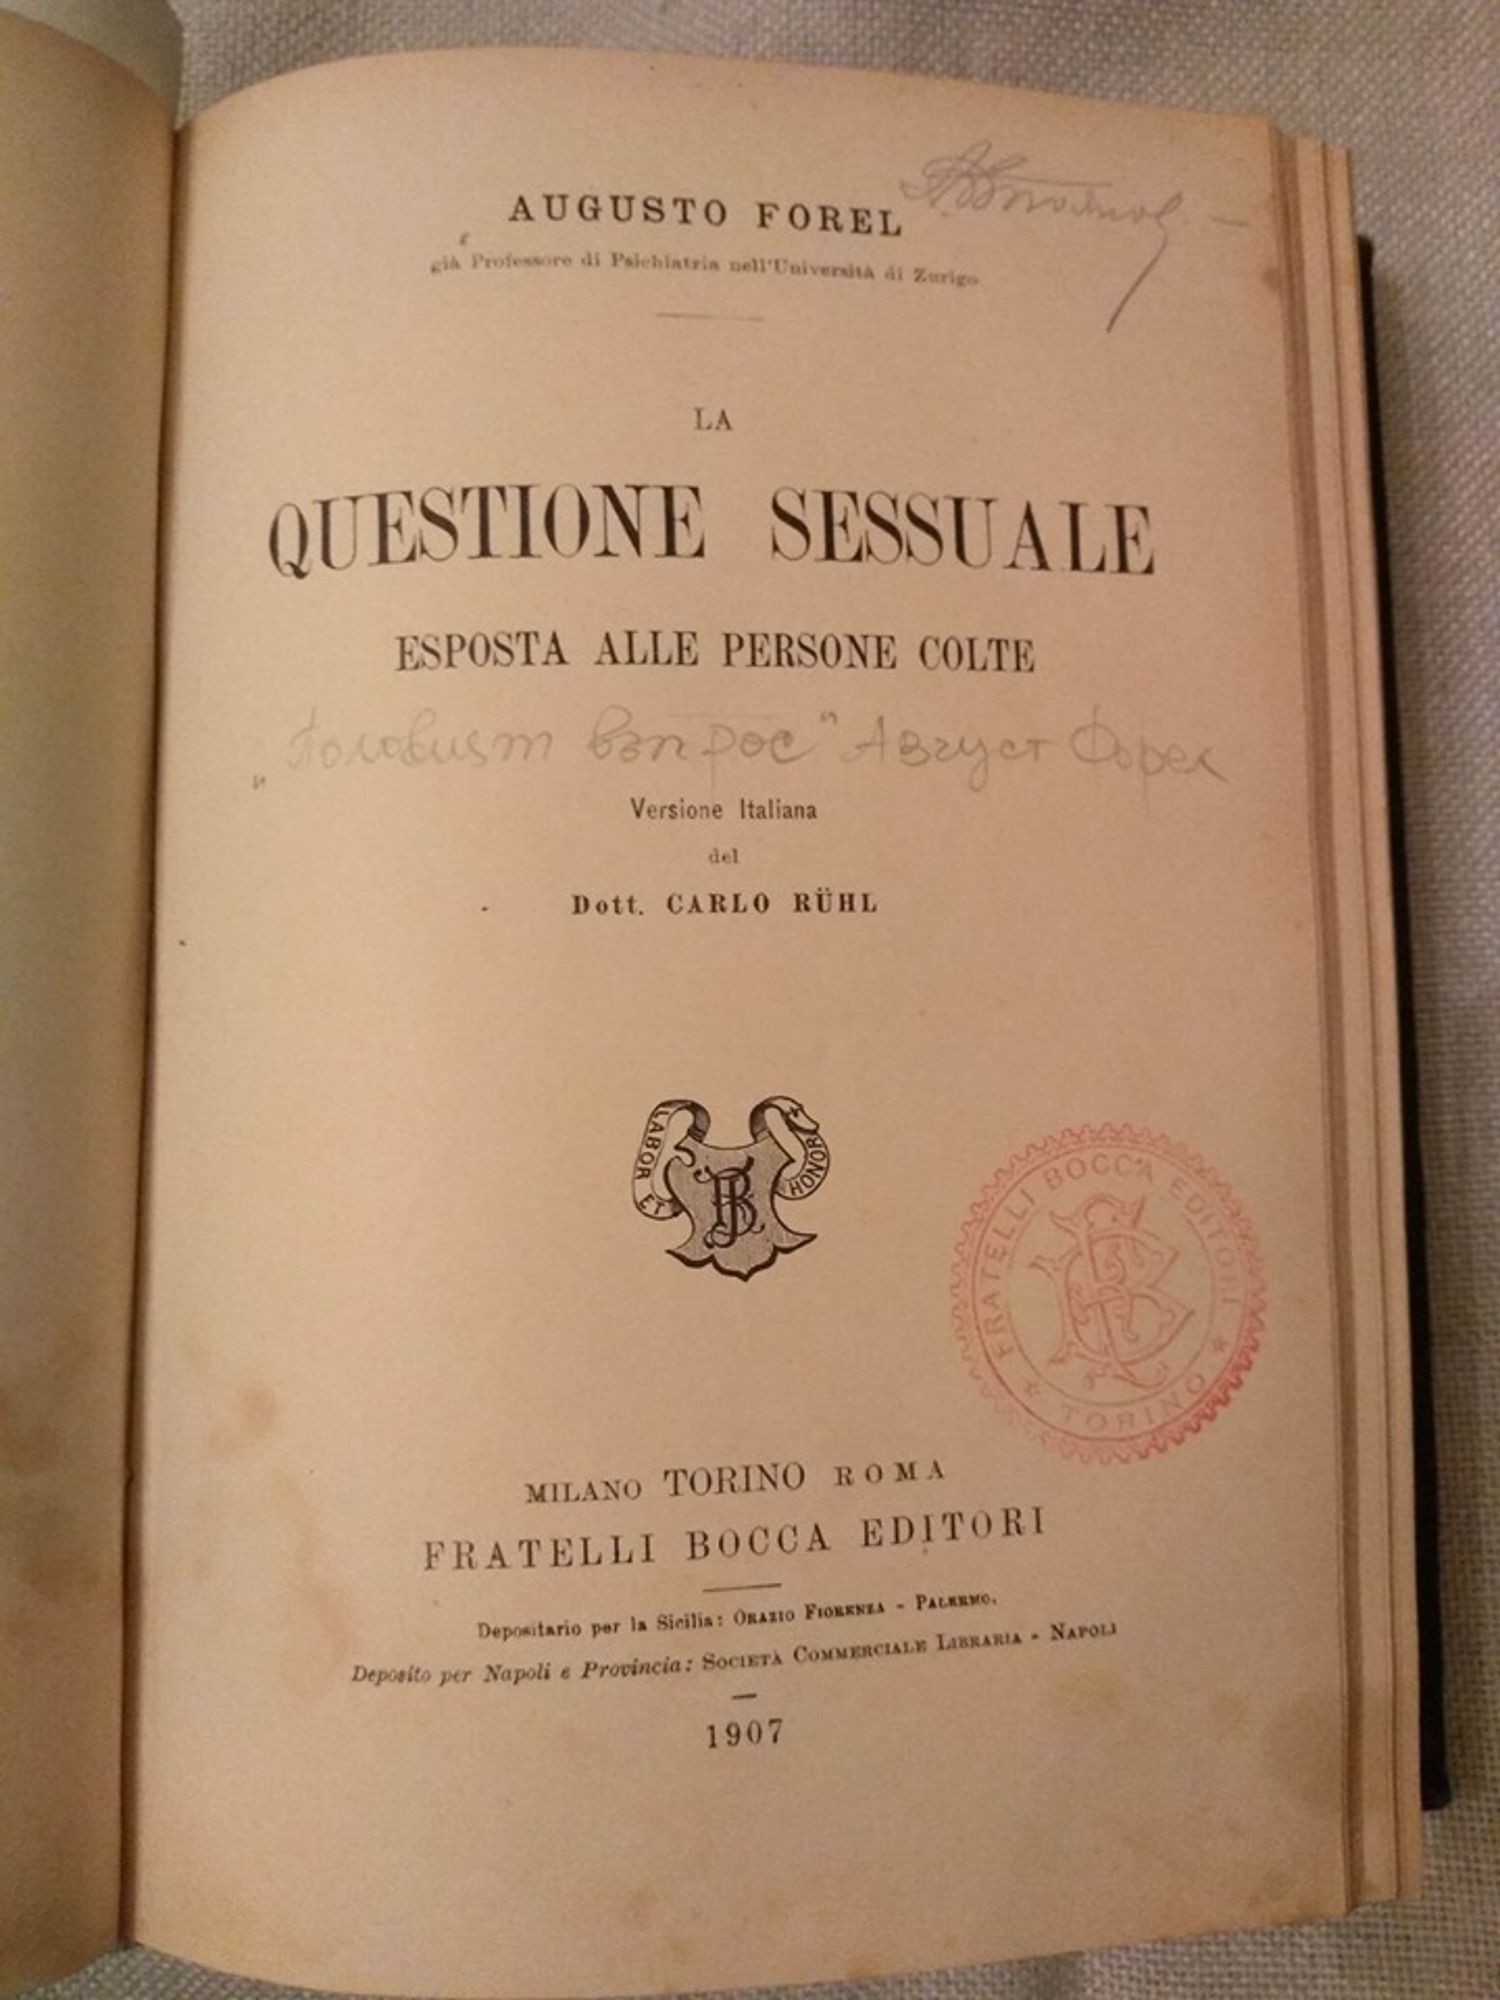 AUGUSTO FOREL
già Professore di Psichiatria nell'Università di Zurigo
LA
QUESTIONE SESSUALE
ESPOSTA ALLE PERSONE COLTE
„Половият въпрос“ Август Форел
Versione Italiana
del
Dott. CARLO RÜHL
LABOR ET HONOR
FRATELLI BOCCA EDITORI
TORINO
MILANO TORINO ROMA
FRATELLI BOCCA EDITORI
Depositario per la Sicilia: ORAZIO FIORENZA - PALERMO.
Deposito per Napoli e Provincia: SOCIETÀ COMMERCIALE LIBRARIA - NAPOLI
1907